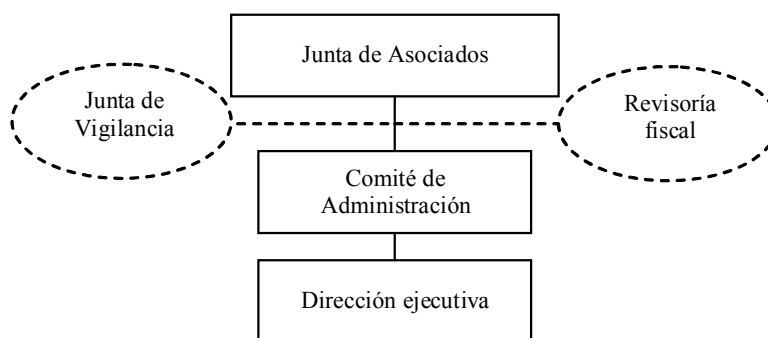 Junta de Asociados
Junta de
Vigilancia
Revisoría
fiscal
Comité de
Administración
Dirección ejecutiva